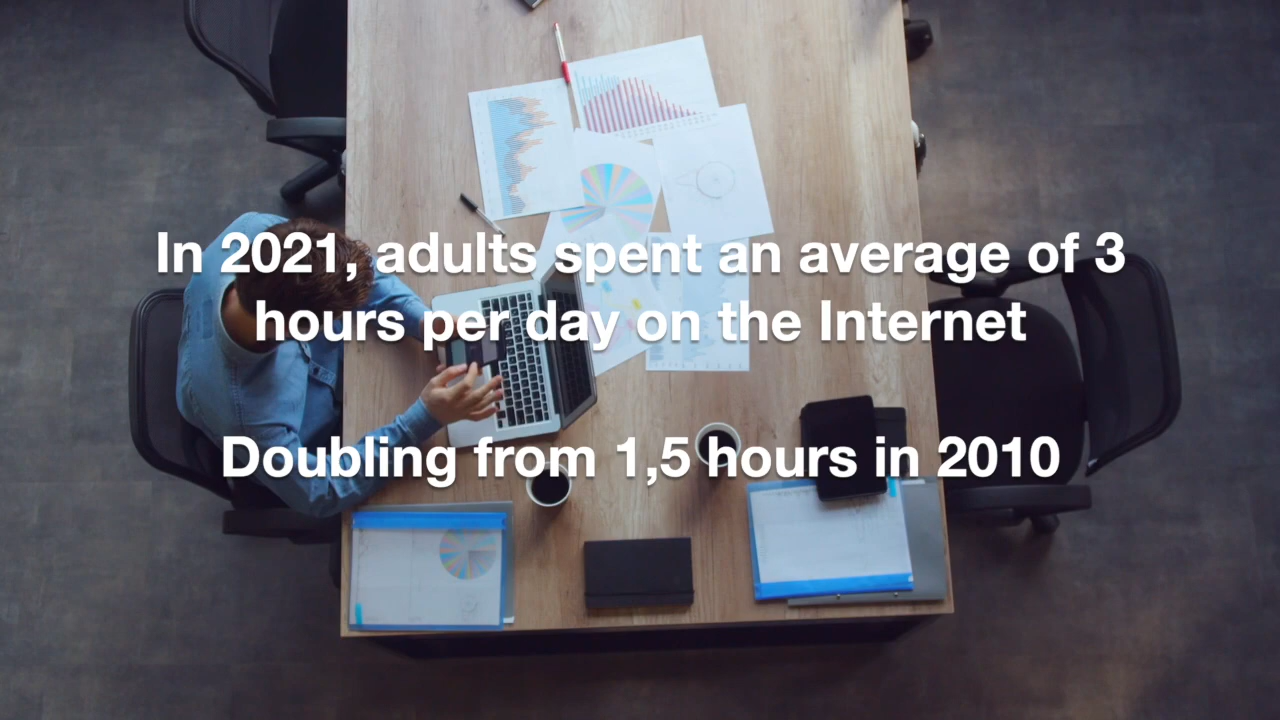 In 2021, adults spent an average of 3
hours per day on the Internet
Doubling from 1,5 hours in 2010